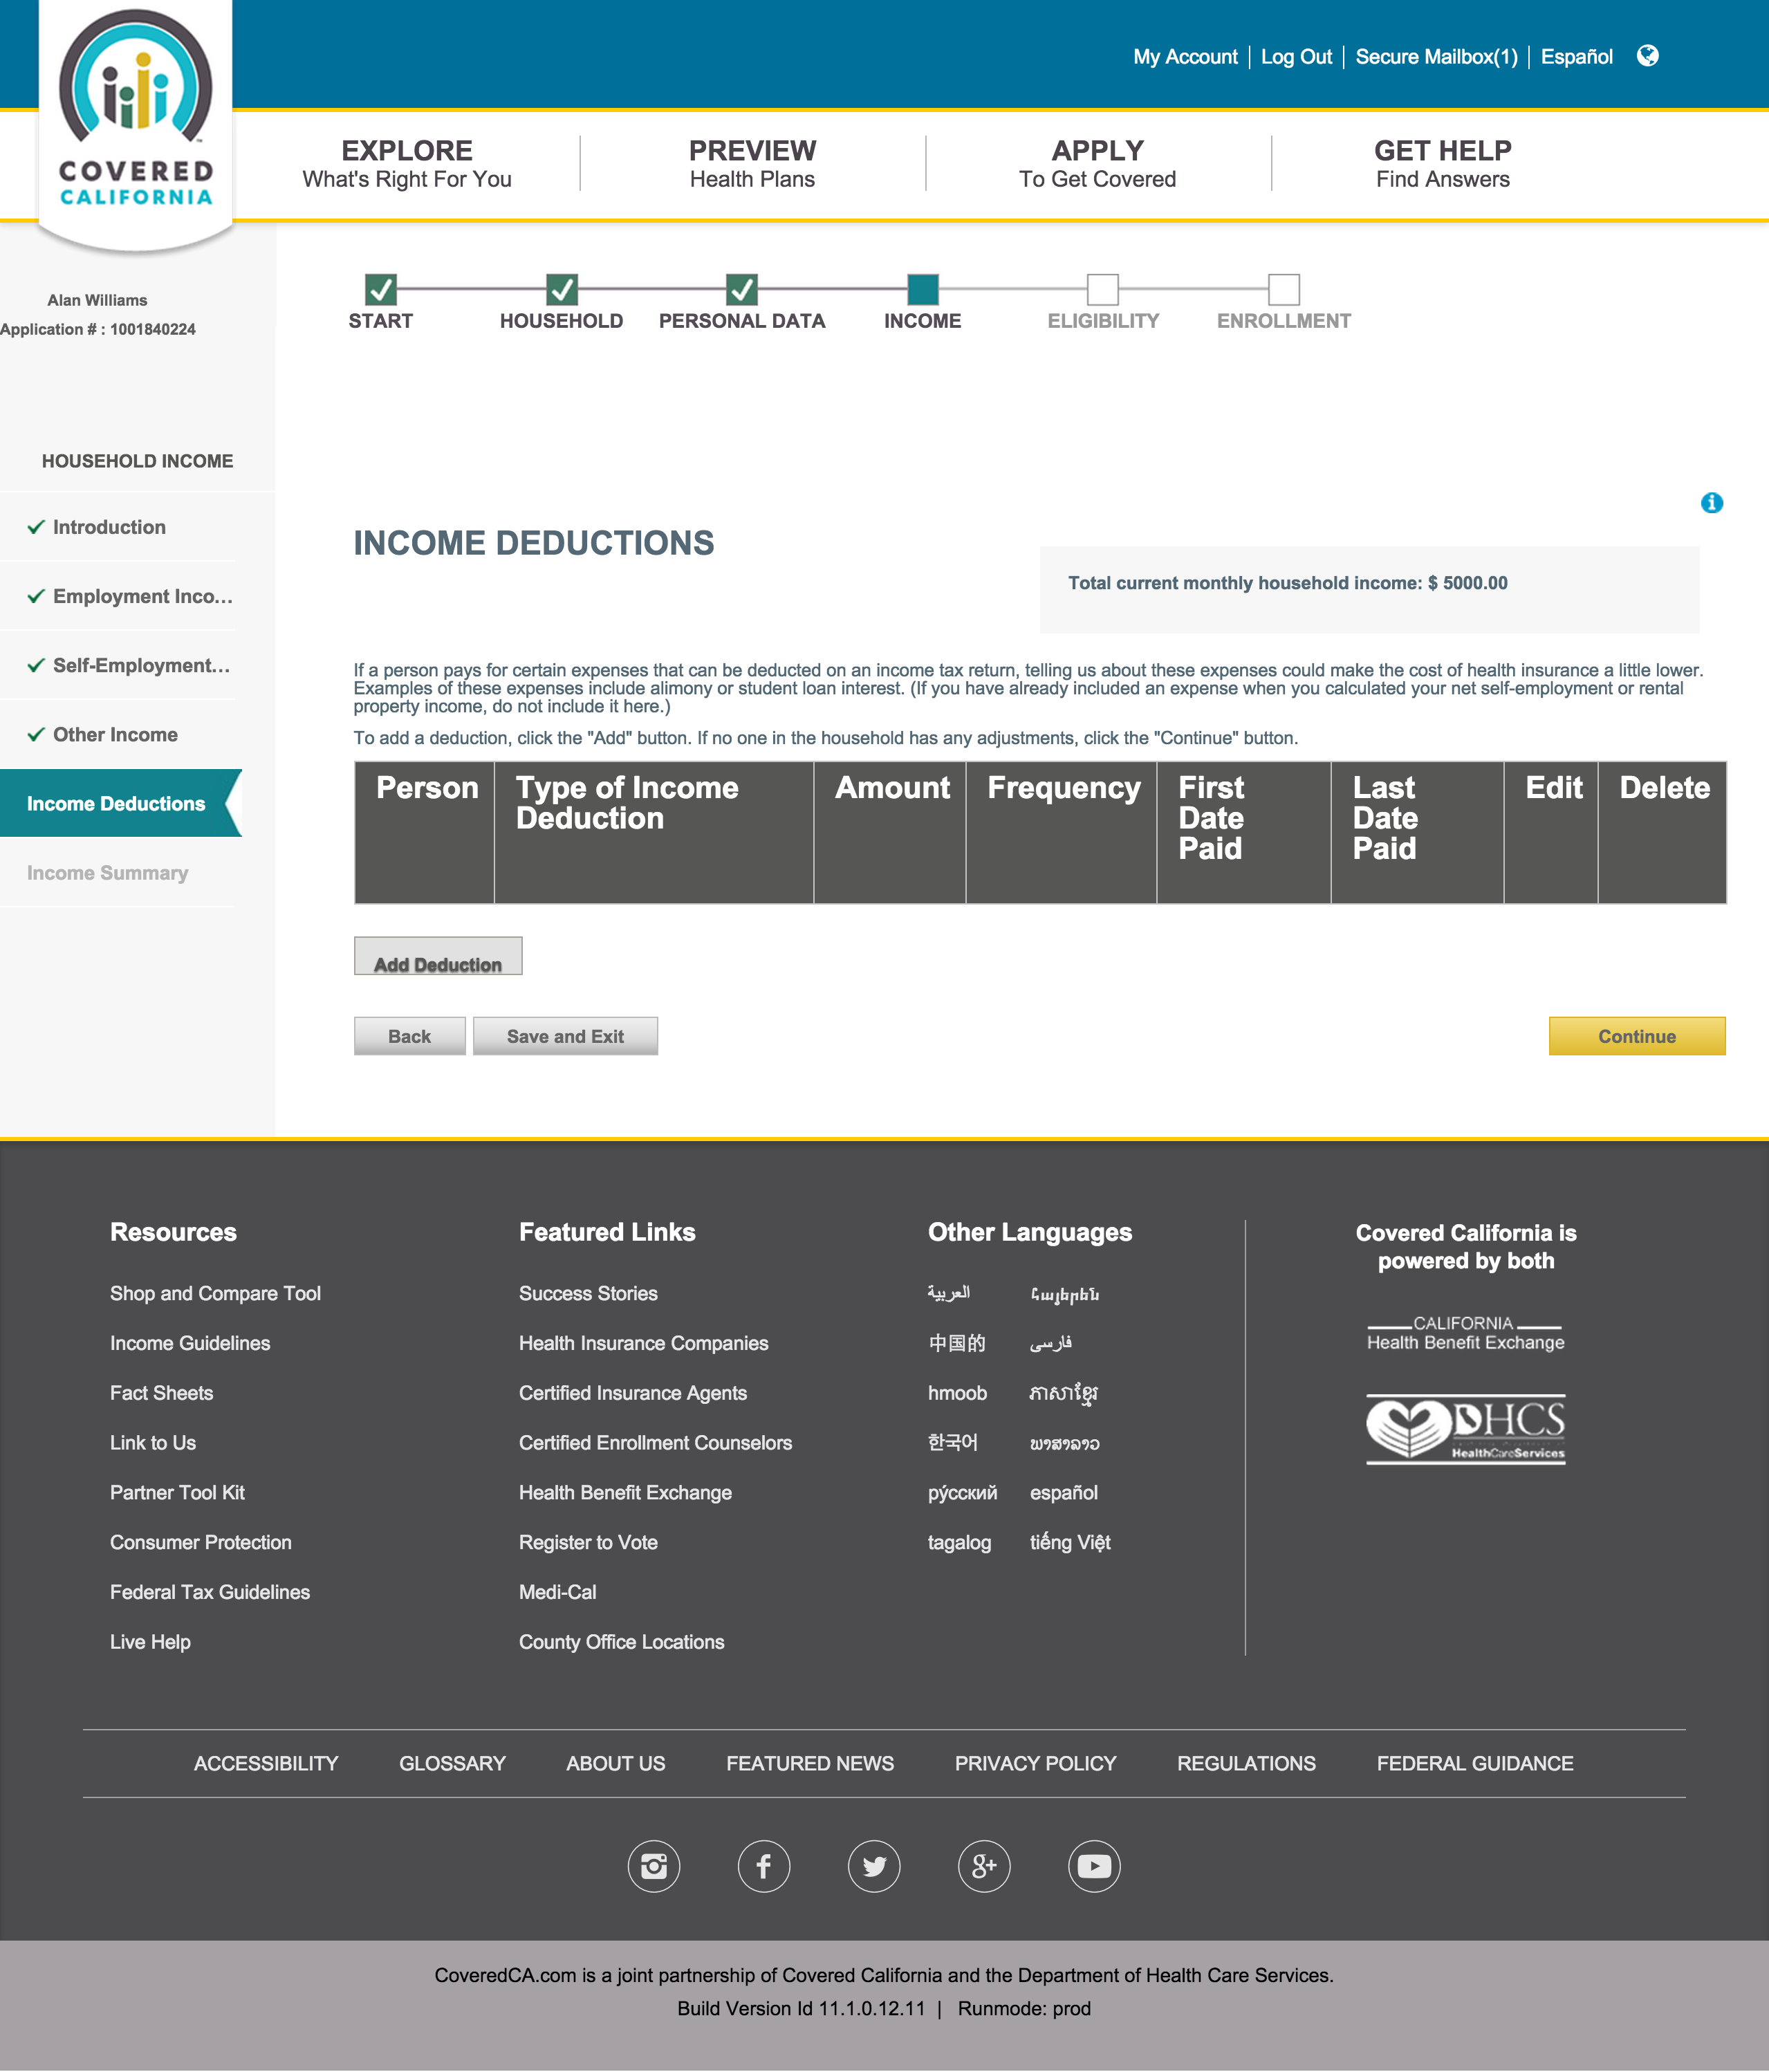 My Account | Log Out | Secure Mailbox(1) | Español
COVERED
CALIFORNIA
EXPLORE
What's Right For You
PREVIEW
Health Plans
APPLY
To Get Covered
GET HELP
Find Answers
Alan Williams
Application # : 1001840224
START
HOUSEHOLD
PERSONAL DATA
INCOME
ELIGIBILITY
ENROLLMENT
HOUSEHOLD INCOME
Introduction
Employment Inco...
Self-Employment...
Other Income
Income Deductions
Income Summary
INCOME DEDUCTIONS
Total current monthly household income: $ 5000.00
If a person pays for certain expenses that can be deducted on an income tax return, telling us about these expenses could make the cost of health insurance a little lower.
Examples of these expenses include alimony or student loan interest. (If you have already included an expense when you calculated your net self-employment or rental
property income, do not include it here.)
To add a deduction, click the "Add" button. If no one in the household has any adjustments, click the "Continue" button.
Person
Type of Income
Deduction
Amount
Frequency
First
Date
Paid
Last
Date
Paid
Edit
Delete
Add Deduction
Back
Save and Exit
Continue
Resources
Shop and Compare Tool
Income Guidelines
Fact Sheets
Link to Us
Partner Tool Kit
Consumer Protection
Federal Tax Guidelines
Live Help
Featured Links
Success Stories
Health Insurance Companies
Certified Insurance Agents
Certified Enrollment Counselors
Health Benefit Exchange
Register to Vote
Medi-Cal
County Office Locations
Other Languages
العربية
Հայերեն
中国的
فارسی
hmoob
ភាសាខ្មែរ
한국어
ພາສາລາວ
ру́сский
español
tagalog
tiếng Việt
Covered California is
powered by both
CALIFORNIA
Health Benefit Exchange
DHCS
HealthCareServices
ACCESSIBILITY
GLOSSARY
ABOUT US
FEATURED NEWS
PRIVACY POLICY
REGULATIONS
FEDERAL GUIDANCE
CoveredCA.com is a joint partnership of Covered California and the Department of Health Care Services.
Build Version Id 11.1.0.12.11 | Runmode: prod